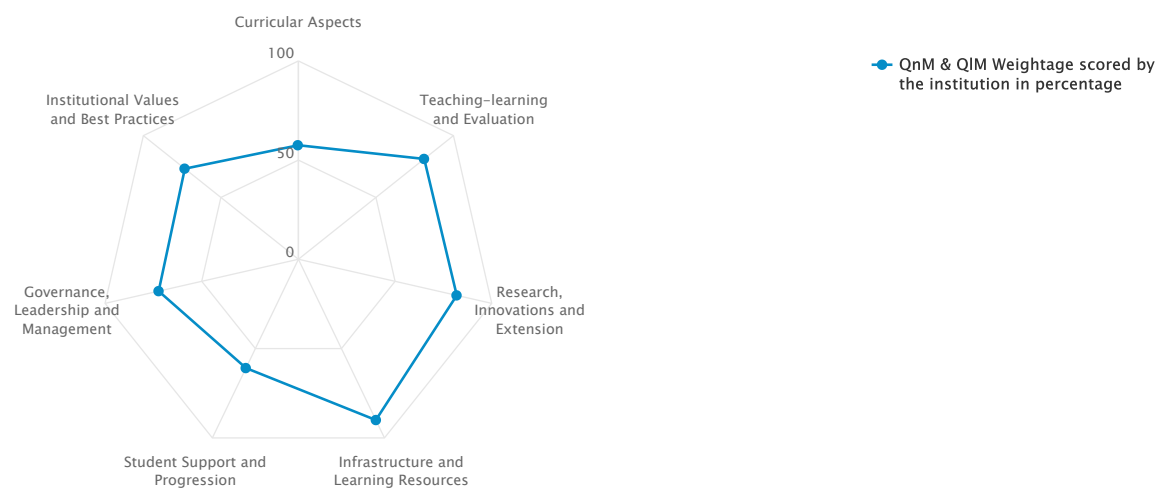 Curricular Aspects
100
QnM & QlM Weightage scored by
the institution in percentage
Institutional Values
and Best Practices
Teaching-learning
and Evaluation
50
0
Governance,
Leadership and
Management
Research,
Innovations and
Extension
Student Support and
Progression
Infrastructure and
Learning Resources